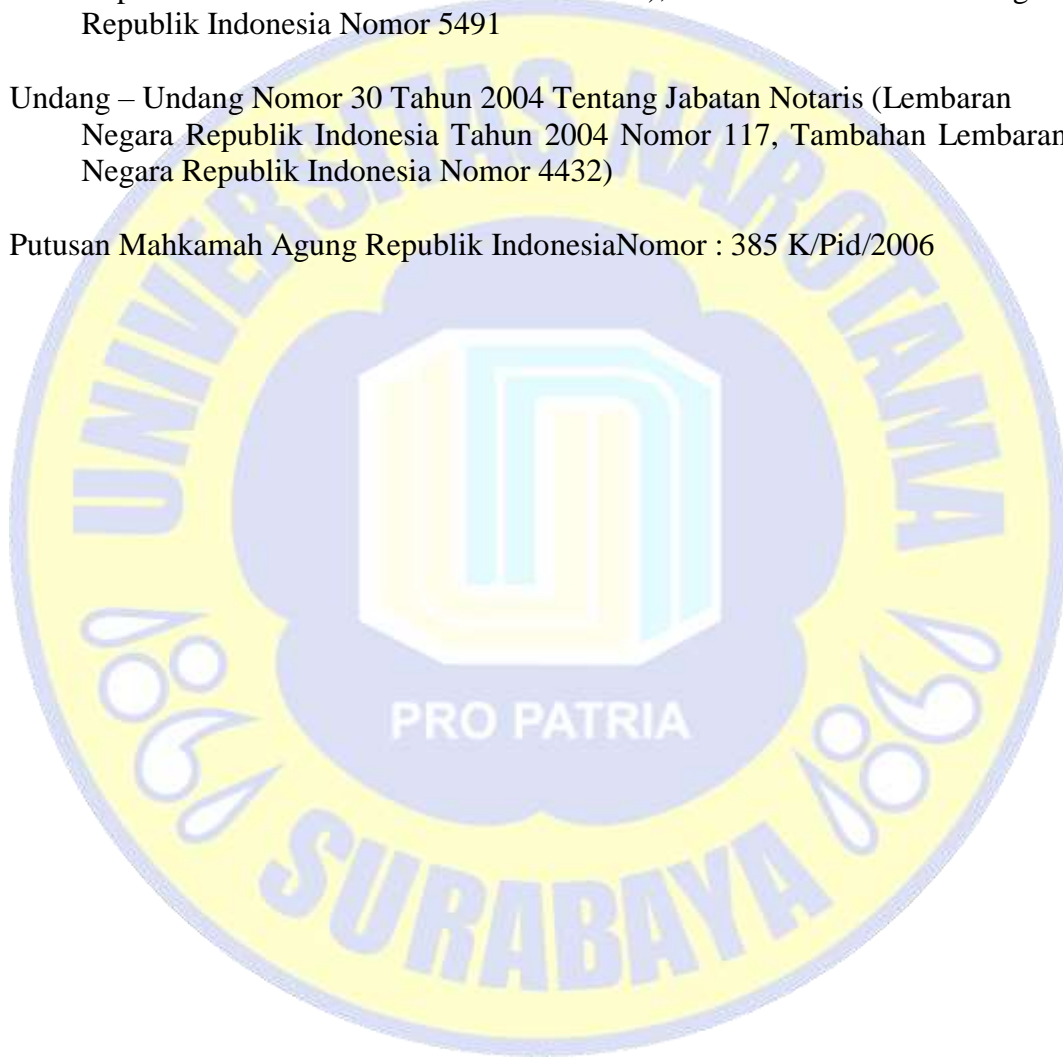 Republik Indonesia Nomor 5491
Undang – Undang Nomor 30 Tahun 2004 Tentang Jabatan Notaris (Lembaran
Negara Republik Indonesia Tahun 2004 Nomor 117, Tambahan Lembaran
Negara Republik Indonesia Nomor 4432)
Putusan Mahkamah Agung Republik IndonesiaNomor : 385 K/Pid/2006
UNIVERSITAS NAROTAMA
PRO PATRIA
1981
SURABAYA